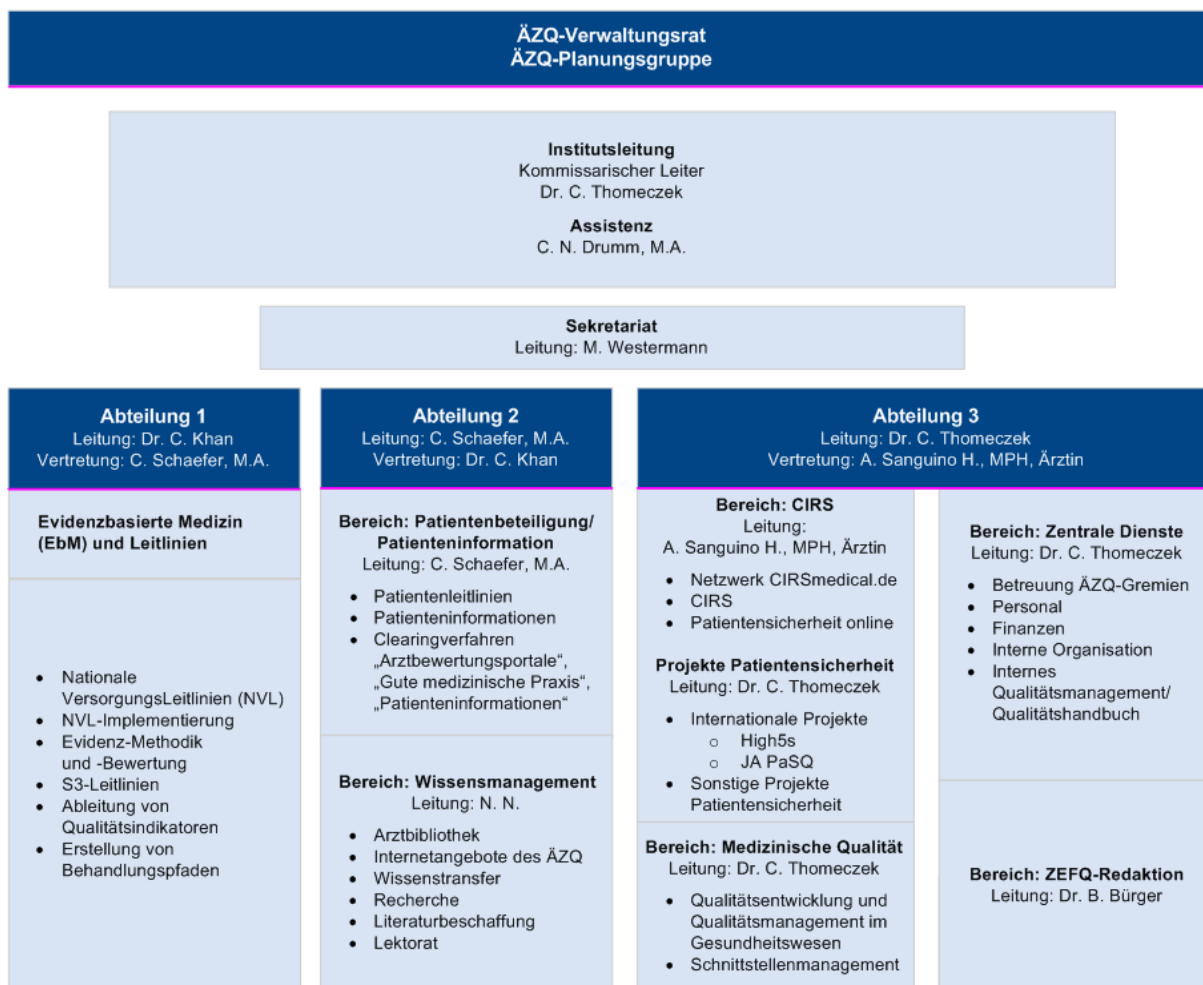 ÄZQ-Verwaltungsrat
ÄZQ-Planungsgruppe
Institutsleitung
Kommissarischer Leiter
Dr. C. Thomeczek
Assistenz
C. N. Drumm, M.A.
Sekretariat
Leitung: M. Westermann
Abteilung 1
Leitung: Dr. C. Khan
Vertretung: C. Schaefer, M.A.
Evidenzbasierte Medizin
(EbM) und Leitlinien
• Nationale
VersorgungsLeitlinien (NVL)
• NVL-Implementierung
• Evidenz-Methodik
und -Bewertung
• S3-Leitlinien
• Ableitung von
Qualitätsindikatoren
• Erstellung von
Behandlungspfaden
Abteilung 2
Leitung: C. Schaefer, M.A.
Vertretung: Dr. C. Khan
Bereich: Patientenbeteiligung/
Patienteninformation
Leitung: C. Schaefer, M.A.
• Patientenleitlinien
• Patienteninformationen
• Clearingverfahren
„Arztbewertungsportale“,
„Gute medizinische Praxis“,
„Patienteninformationen“
Bereich: Wissensmanagement
Leitung: N. N.
• Arztbibliothek
• Internetangebote des ÄZQ
• Wissenstransfer
• Recherche
• Literaturbeschaffung
• Lektorat
Abteilung 3
Leitung: Dr. C. Thomeczek
Vertretung: A. Sanguino H., MPH, Ärztin
Bereich: CIRS
Leitung:
A. Sanguino H., MPH, Ärztin
• Netzwerk CIRSmedical.de
• CIRS
• Patientensicherheit online
Projekte Patientensicherheit
Leitung: Dr. C. Thomeczek
• Internationale Projekte
o High5s
o JA PaSQ
• Sonstige Projekte
Patientensicherheit
Bereich: Medizinische Qualität
Leitung: Dr. C. Thomeczek
• Qualitätsentwicklung und
Qualitätsmanagement im
Gesundheitswesen
• Schnittstellenmanagement
Bereich: Zentrale Dienste
Leitung: Dr. C. Thomeczek
• Betreuung ÄZQ-Gremien
• Personal
• Finanzen
• Interne Organisation
• Internes
Qualitätsmanagement/
Qualitätshandbuch
Bereich: ZEFQ-Redaktion
Leitung: Dr. B. Bürger